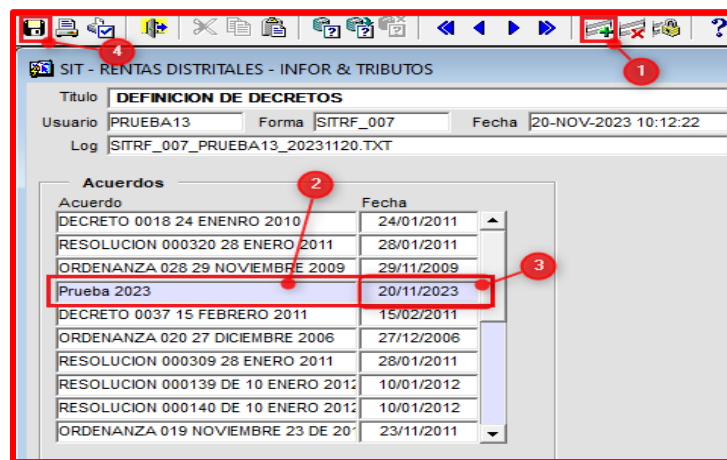 ?
4
1
SIT - RENTAS DISTRITALES - INFOR & TRIBUTOS
Titulo DEFINICION DE DECRETOS
Usuario PRUEBA13 Forma SITRF_007 Fecha 20-NOV-2023 10:12:22
Log SITRF_007_PRUEBA13_20231120.TXT
Acuerdos 2
Acuerdo Fecha
DECRETO 0018 24 ENENRO 2010 24/01/2011
RESOLUCION 000320 28 ENERO 2011 28/01/2011
ORDENANZA 028 29 NOVIEMBRE 2009 29/11/2009 3
Prueba 2023 20/11/2023
DECRETO 0037 15 FEBRERO 2011 15/02/2011
ORDENANZA 020 27 DICIEMBRE 2006 27/12/2006
RESOLUCION 000309 28 ENERO 2011 28/01/2011
RESOLUCION 000139 DE 10 ENERO 2012 10/01/2012
RESOLUCION 000140 DE 10 ENERO 2012 10/01/2012
ORDENANZA 019 NOVIEMBRE 23 DE 201 23/11/2011